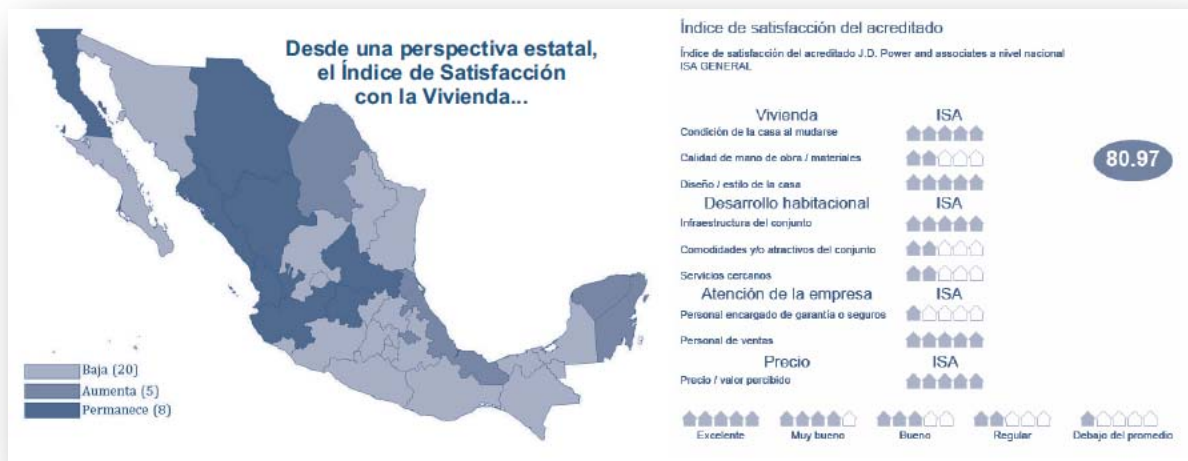 Desde una perspectiva estatal,
el Índice de Satisfacción
con la Vivienda...
Baja (20)
Aumenta (5)
Permanece (8)
Índice de satisfacción del acreditado
Índice de satisfacción del acreditado J.D. Power and associates a nivel nacional
ISA GENERAL
Vivienda ISA
Condición de la casa al mudarse
Calidad de mano de obra / materiales
80.97
Diseño / estilo de la casa
Desarrollo habitacional ISA
Infraestructura del conjunto
Comodidades y/o atractivos del conjunto
Servicios cercanos
Atención de la empresa ISA
Personal encargado de garantía o seguros
Personal de ventas
Precio ISA
Precio / valor percibido
Excelente Muy bueno Bueno Regular Debajo del promedio